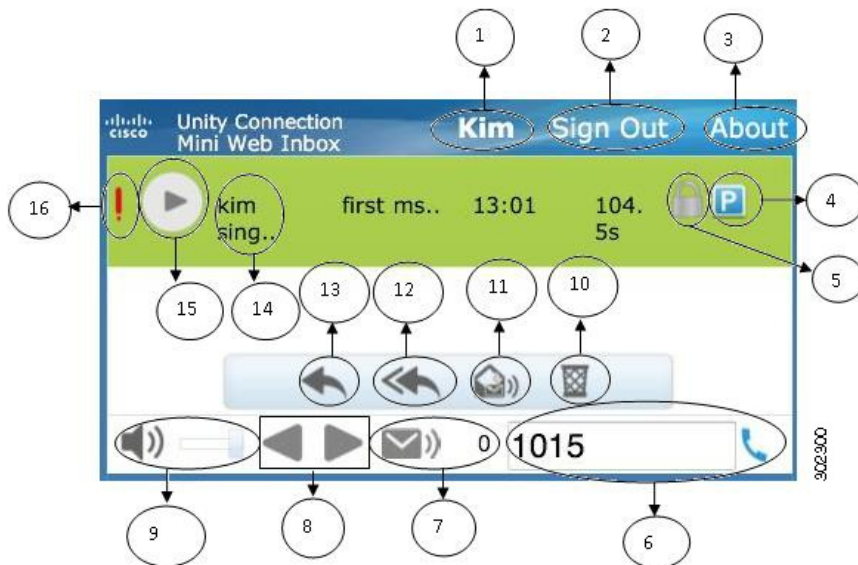 1
2
3
CISCO
Unity Connection
Mini Web Inbox
Kim
Sign Out
About
16
kim
sing..
first ms..
13:01
104.
5s
P
4
5
15
14
13
12
11
10
0
1015
302300
9
8
7
6